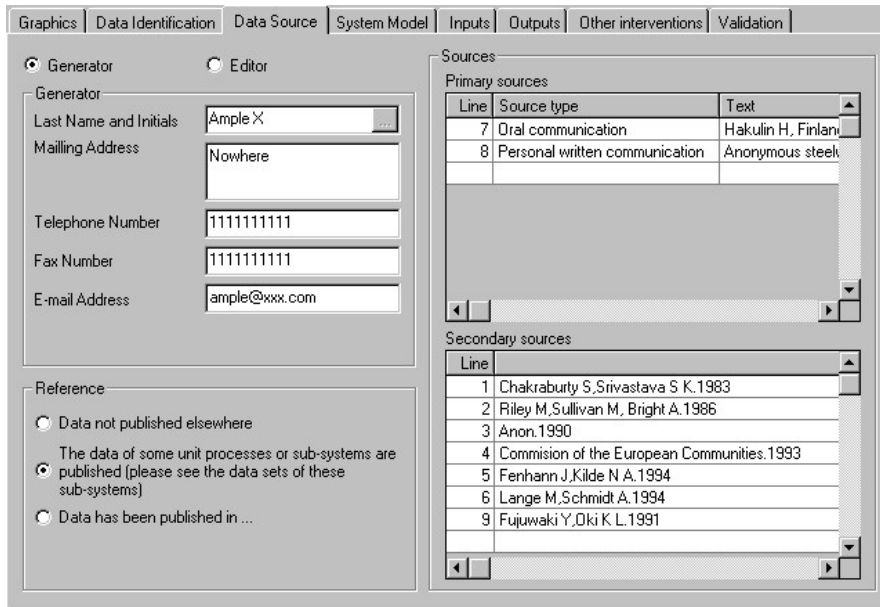 Graphics Data Identification Data Source System Model Inputs Outputs Other interventions Validation
Generator Editor
Generator
Last Name and Initials Ample X ...
Mailling Address Nowhere
Telephone Number 1111111111
Fax Number 1111111111
E-mail Address ample@xxx.com
Reference
Data not published elsewhere
The data of some unit processes or sub-systems are
published (please see the data sets of these
sub-systems)
Data has been published in ...
Sources
Primary sources
Line Source type Text
7 Oral communication Hakulin H, Finlan
8 Personal written communication Anonymous steelw
Secondary sources
Line
1 Chakraburty S,Srivastava S K.1983
2 Riley M,Sullivan M, Bright A.1986
3 Anon.1990
4 Commision of the European Communities.1993
5 Fenhann J,Kilde N A.1994
6 Lange M,Schmidt A.1994
9 Fujuwaki Y,Oki K L.1991